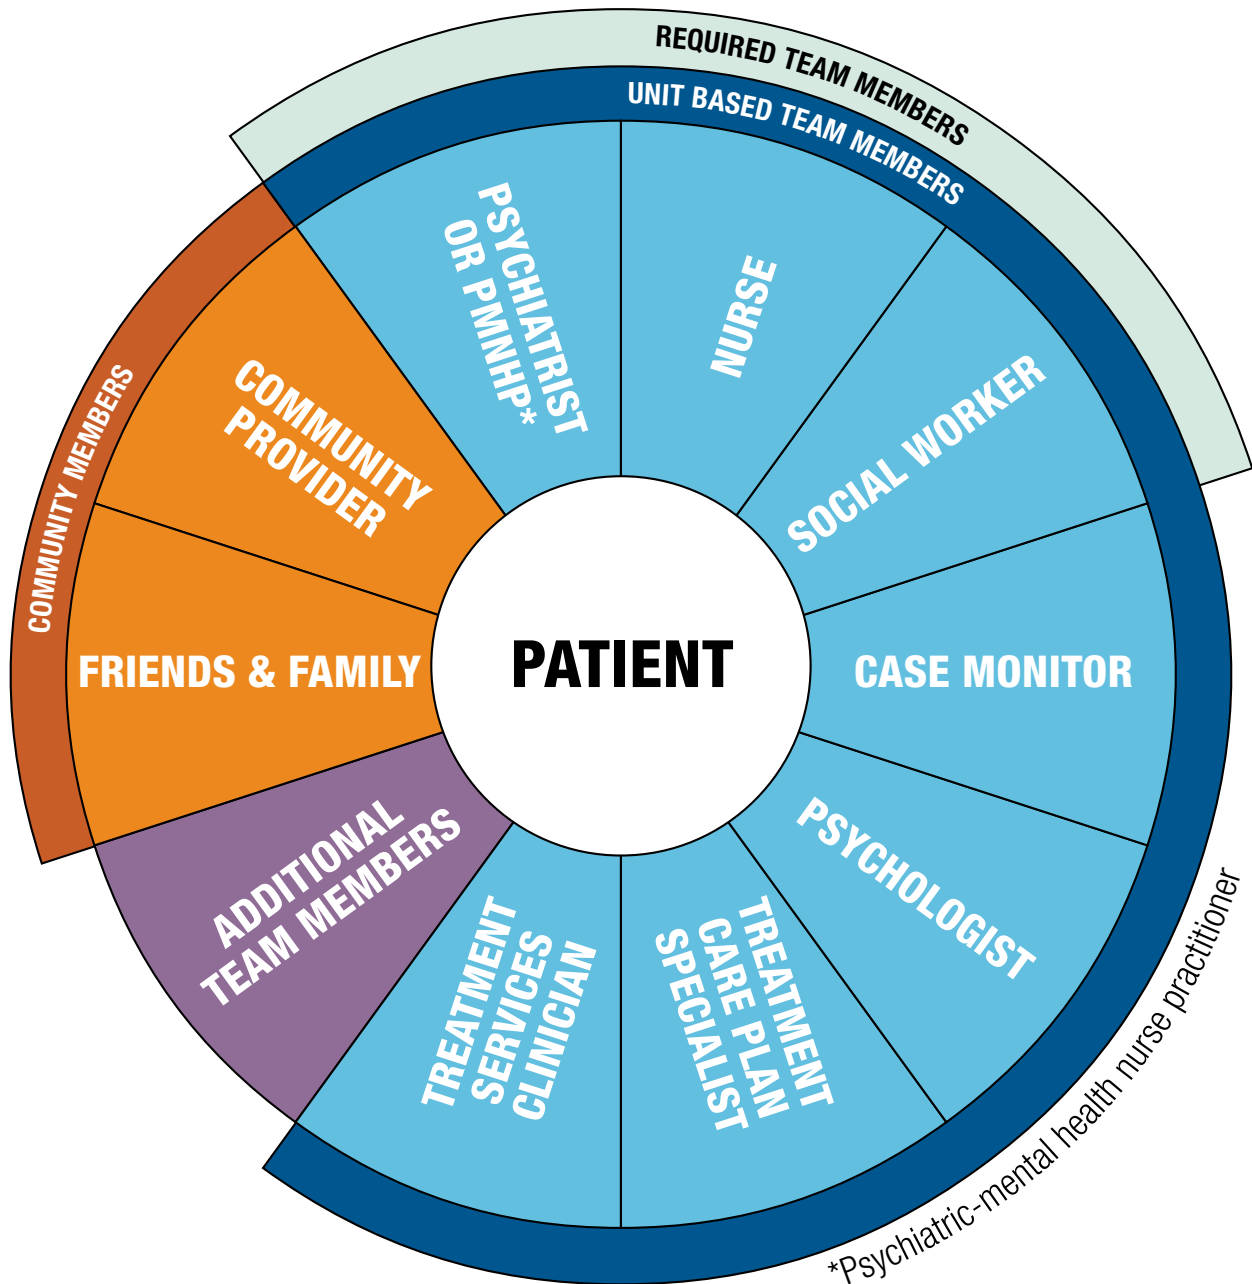 REQUIRED TEAM MEMBERS
UNIT BASED TEAM MEMBERS
COMMUNITY MEMBERS
PSYCHIATRIST
OR PMNHP*
NURSE
SOCIAL WORKER
CASE MONITOR
PSYCHOLOGIST
TREATMENT
CARE PLAN
SPECIALIST
TREATMENT
SERVICES
CLINICIAN
ADDITIONAL
TEAM MEMBERS
FRIENDS & FAMILY
COMMUNITY
PROVIDER
PATIENT
*Psychiatric-mental health nurse practitioner